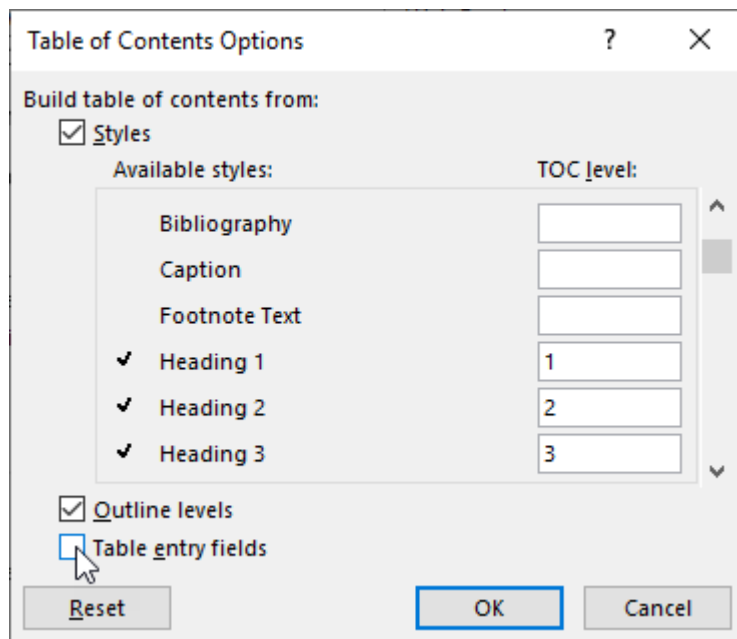 Table of Contents Options ?
Build table of contents from:
Styles
Available styles: TOC level:
Bibliography
Caption
Footnote Text
Heading 1 1
Heading 2 2
Heading 3 3
Outline levels
Table entry fields
Reset OK Cancel